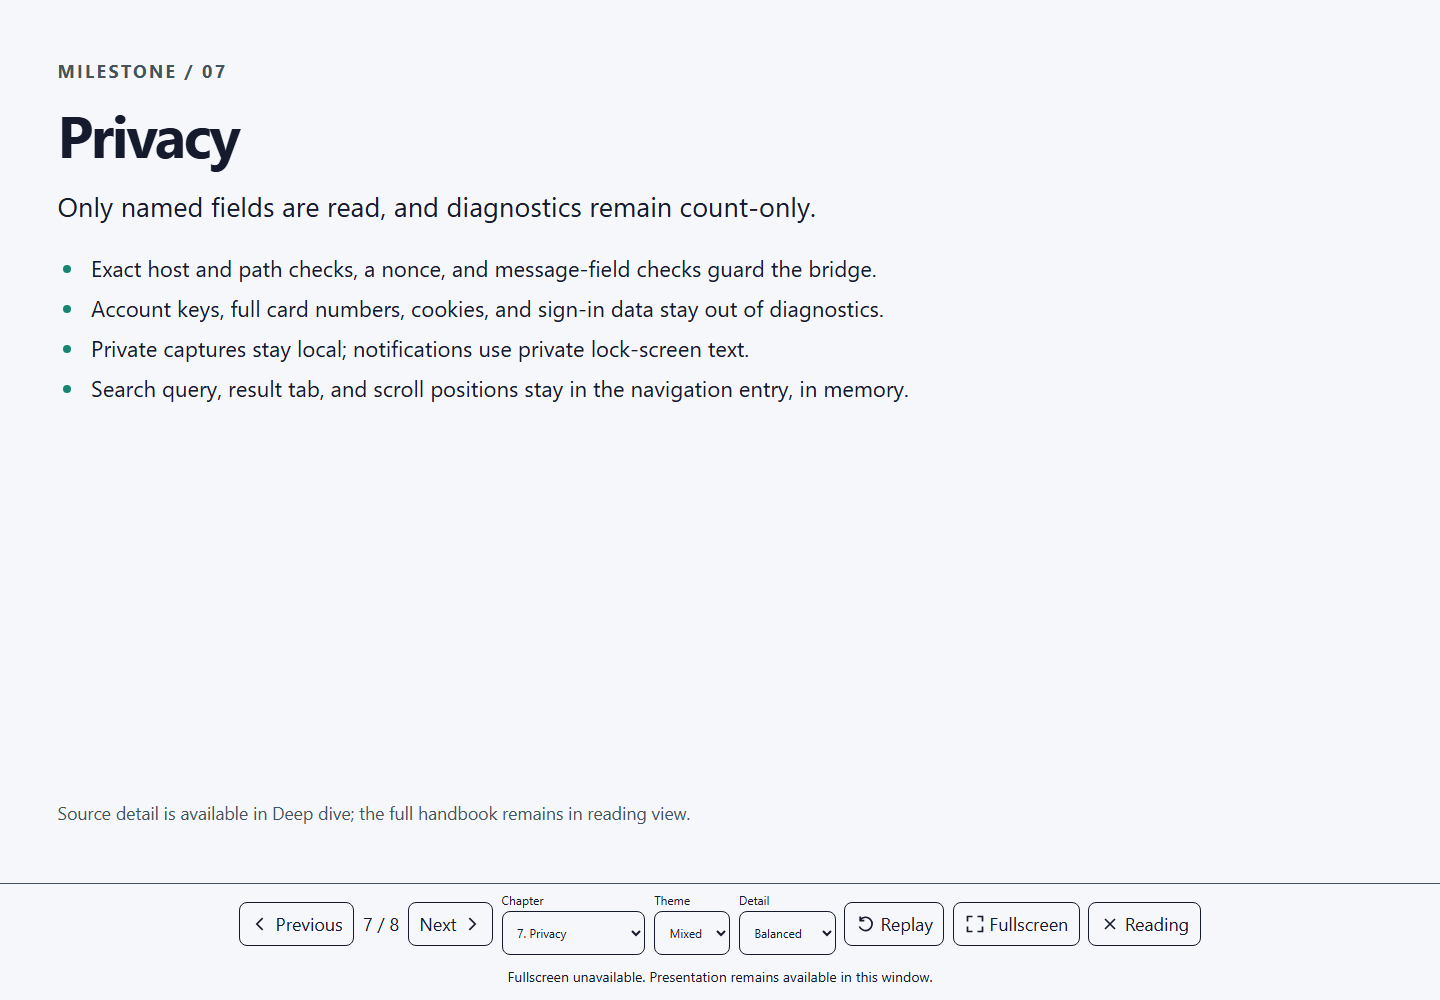 MILESTONE / 07
Privacy
Only named fields are read, and diagnostics remain count-only.
Exact host and path checks, a nonce, and message-field checks guard the bridge.
Account keys, full card numbers, cookies, and sign-in data stay out of diagnostics.
Private captures stay local; notifications use private lock-screen text.
Search query, result tab, and scroll positions stay in the navigation entry, in memory.
Source detail is available in Deep dive; the full handbook remains in reading view.
Chapter Theme Detail
Previous 7 / 8 Next 7. Privacy Mixed Balanced Replay Fullscreen Reading
Fullscreen unavailable. Presentation remains available in this window.